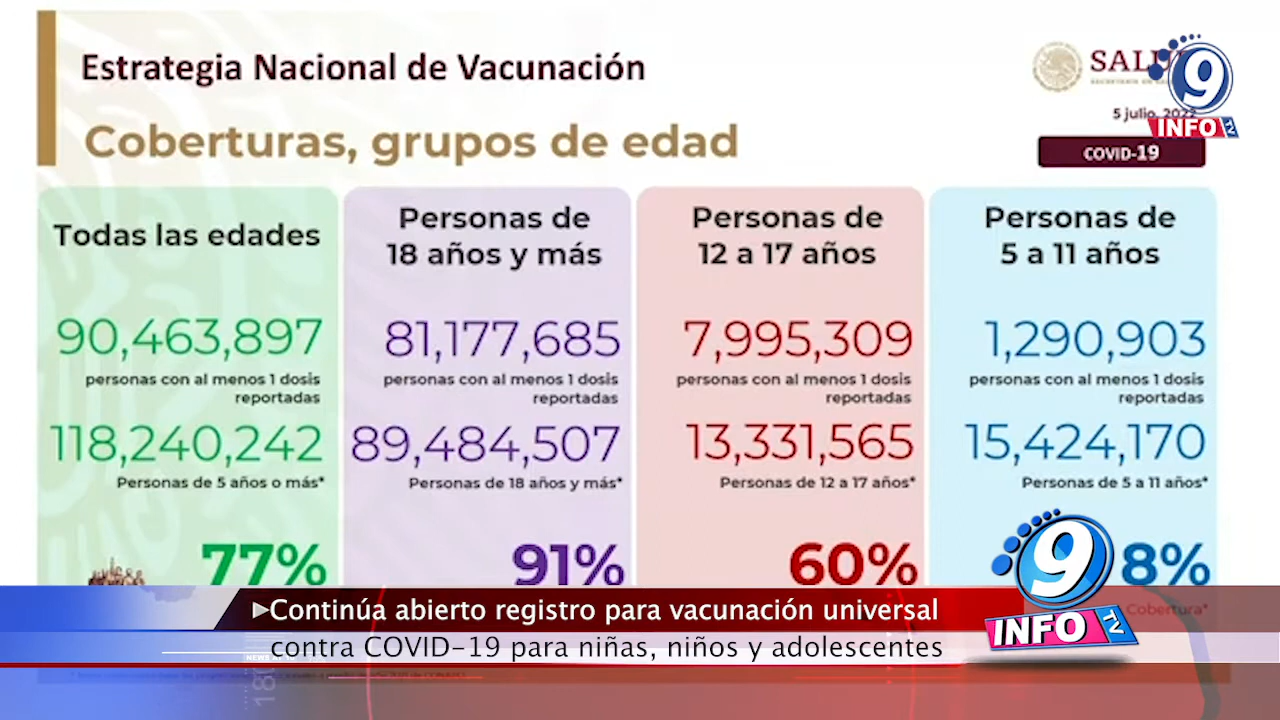 Estrategia Nacional de Vacunación
Coberturas, grupos de edad
5 julio, 2022
COVID-19
9
INFO TV
Todas las edades
90,463,897
personas con al menos 1 dosis
reportadas
118,240,242
Personas de 5 años o más*
77%
Personas de
18 años y más
81,177,685
personas con al menos 1 dosis
reportadas
89,484,507
Personas de 18 años y más*
91%
Personas de
12 a 17 años
7,995,309
personas con al menos 1 dosis
reportadas
13,331,565
Personas de 12 a 17 años*
60%
Personas de
5 a 11 años
1,290,903
personas con al menos 1 dosis
reportadas
15,424,170
Personas de 5 a 11 años*
8%
Cobertura*
Continúa abierto registro para vacunación universal
contra COVID-19 para niñas, niños y adolescentes
9
INFO TV